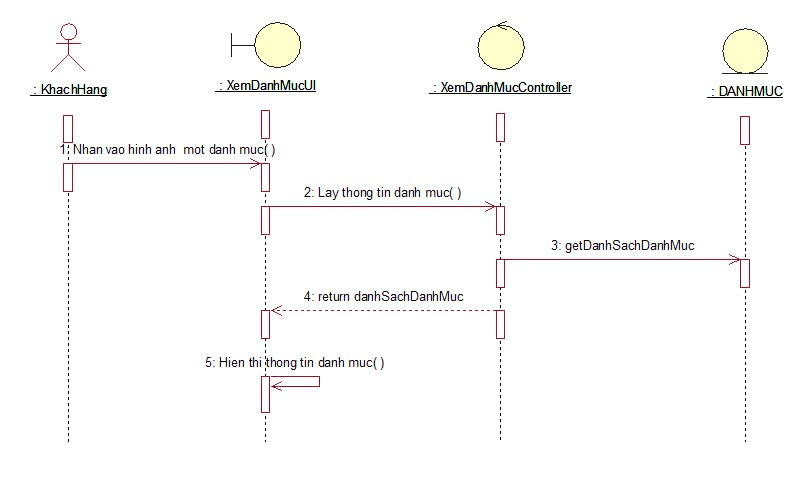 : KhachHang
: XemDanhMucUI
: XemDanhMucController
: DANHMUC
1: Nhan vao hinh anh mot danh muc( )
2: Lay thong tin danh muc( )
3: getDanhSachDanhMuc
4: return danhSachDanhMuc
5: Hien thi thong tin danh muc( )